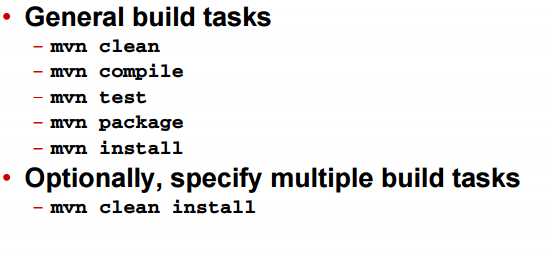 • General build tasks
– mvn clean
– mvn compile
– mvn test
– mvn package
– mvn install
• Optionally, specify multiple build tasks
– mvn clean install